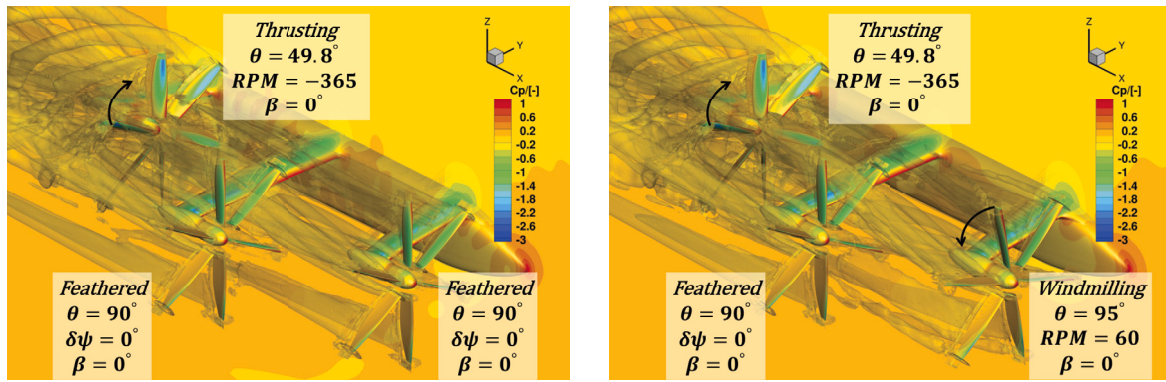 Thrusting
θ = 49.8°
RPM = −365
β = 0°
Z
Y
X
Cp/[-]
1
0.6
0.2
-0.2
-0.6
-1
-1.4
-1.8
-2.2
-2.6
-3
Feathered
θ = 90°
δψ = 0°
β = 0°
Feathered
θ = 90°
δψ = 0°
β = 0°
Thrusting
θ = 49.8°
RPM = −365
β = 0°
Z
Y
X
Cp/[-]
1
0.6
0.2
-0.2
-0.6
-1
-1.4
-1.8
-2.2
-2.6
-3
Feathered
θ = 90°
δψ = 0°
β = 0°
Windmilling
θ = 95°
RPM = 60
β = 0°